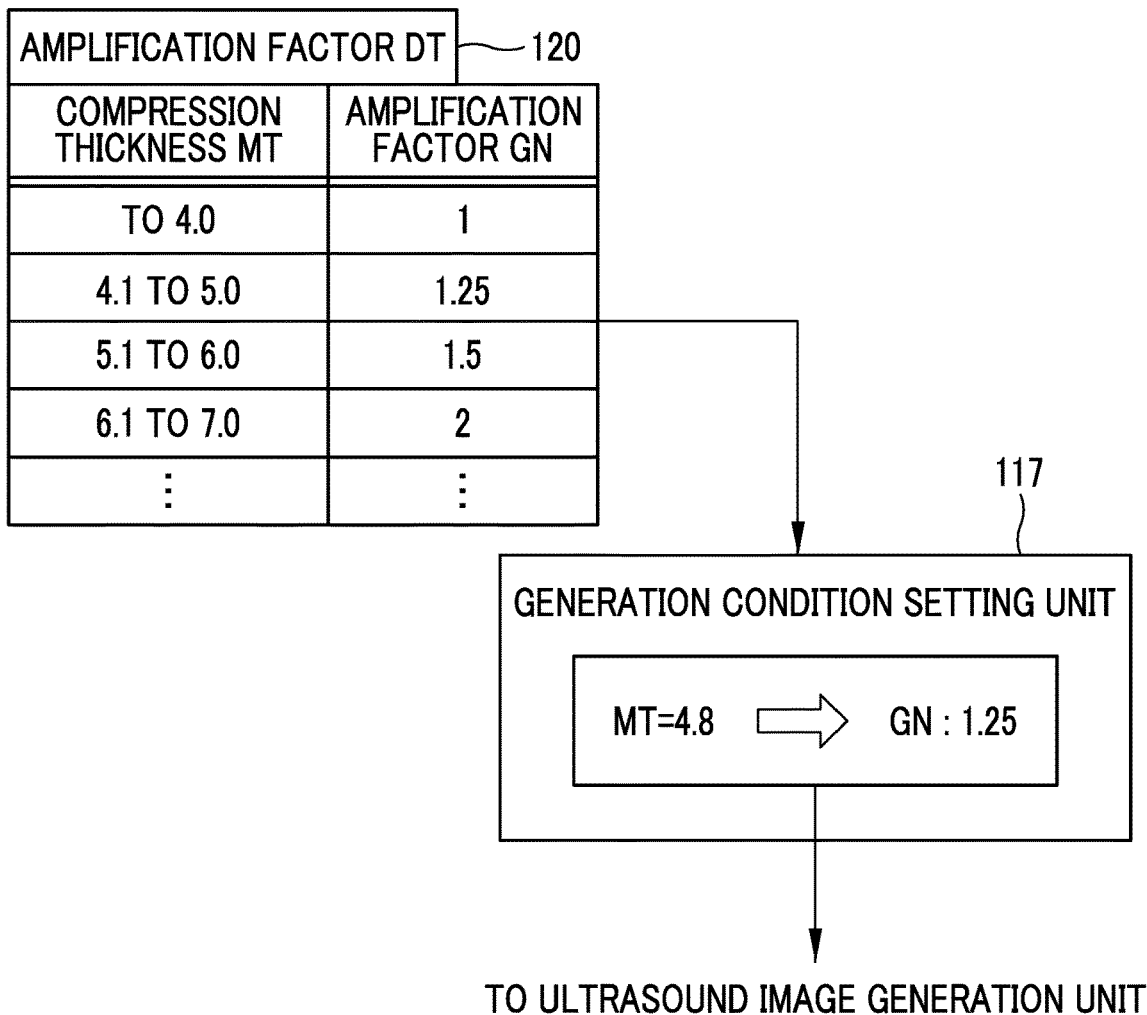 AMPLIFICATION FACTOR DT
120
COMPRESSION THICKNESS MT
AMPLIFICATION FACTOR GN
TO 4.0
1
4.1 TO 5.0
1.25
5.1 TO 6.0
1.5
6.1 TO 7.0
2
⋮
⋮
117
GENERATION CONDITION SETTING UNIT
MT=4.8
GN : 1.25
TO ULTRASOUND IMAGE GENERATION UNIT